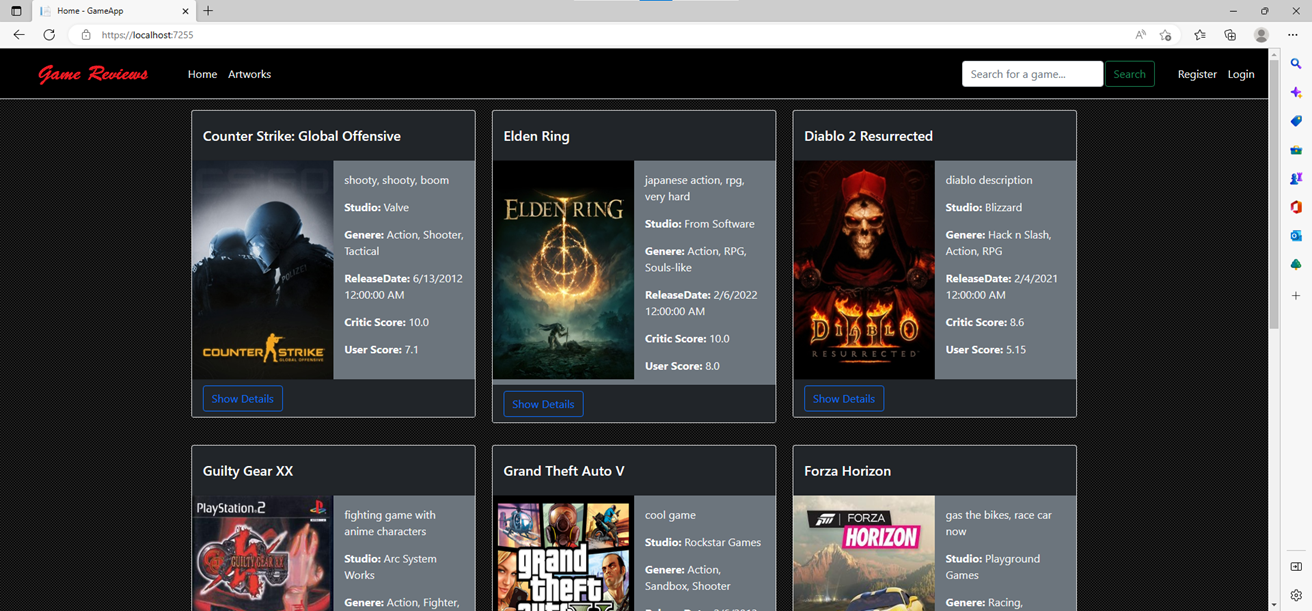 Home - GameApp
https://localhost:7255
Game Reviews
Home
Artworks
Search for a game...
Search
Register
Login
Counter Strike: Global Offensive
shooty, shooty, boom
Studio: Valve
Genere: Action, Shooter,
Tactical
ReleaseDate: 6/13/2012
12:00:00 AM
Critic Score: 10.0
User Score: 7.1
POLIZEI
COUNTER STRIKE
GLOBAL OFFENSIVE
Show Details
Elden Ring
ELDEN RING
japanese action, rpg,
very hard
Studio: From Software
Genere: Action, RPG,
Souls-like
ReleaseDate: 2/6/2022
12:00:00 AM
Critic Score: 10.0
User Score: 8.0
Show Details
Diablo 2 Resurrected
DIABLO II
RESURRECTED
diablo description
Studio: Blizzard
Genere: Hack n Slash,
Action, RPG
ReleaseDate: 2/4/2021
12:00:00 AM
Critic Score: 8.6
User Score: 5.15
Show Details
Guilty Gear XX
PlayStation.2
GUILTY GEAR XX
fighting game with
anime characters
Studio: Arc System
Works
Genere: Action, Fighter,
Grand Theft Auto V
grand
theft
cool game
Studio: Rockstar Games
Genere: Action,
Sandbox, Shooter
Forza Horizon
FORZA
HORIZON
gas the bikes, race car
now
Studio: Playground
Games
Genere: Racing,